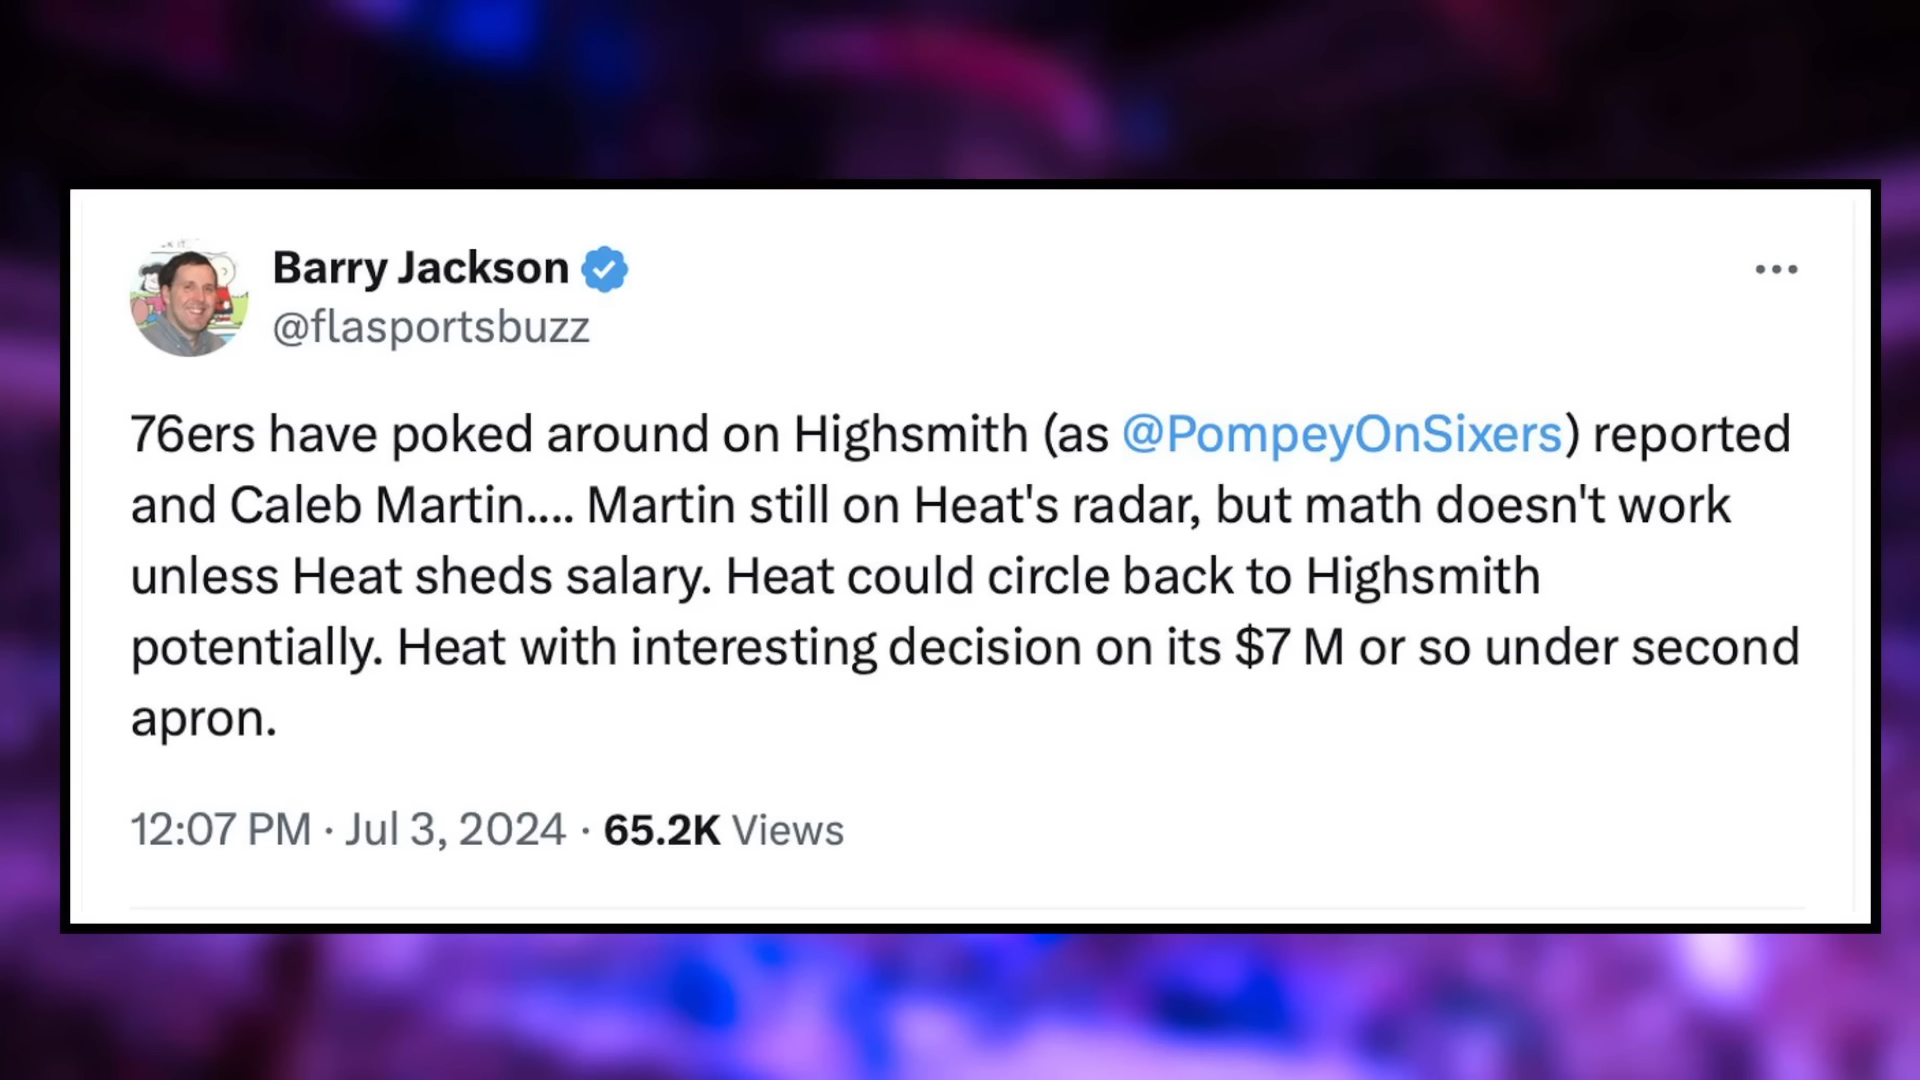 Barry Jackson
@flasportsbuzz
76ers have poked around on Highsmith (as @PompeyOnSixers) reported
and Caleb Martin.... Martin still on Heat's radar, but math doesn't work
unless Heat sheds salary. Heat could circle back to Highsmith
potentially. Heat with interesting decision on its $7 M or so under second
apron.
12:07 PM · Jul 3, 2024 · 65.2K Views